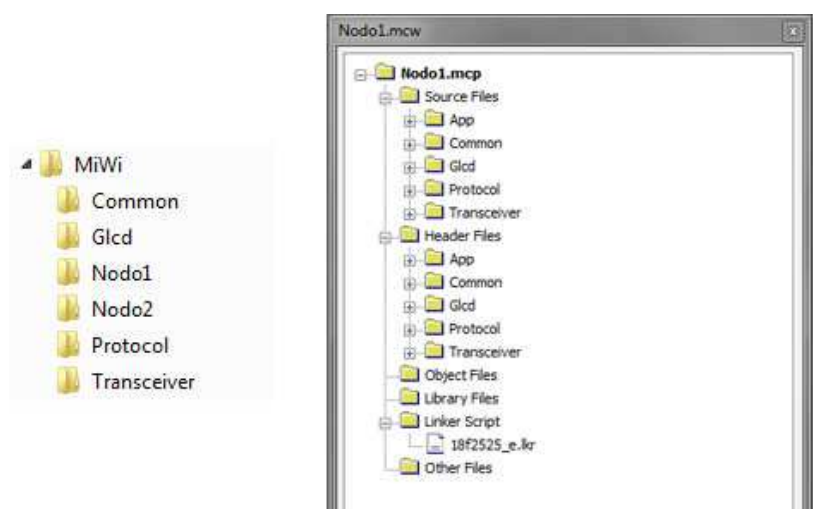 MiWi
Common
Glcd
Nodo1
Nodo2
Protocol
Transceiver
Nodo1.mcw
Nodo1.mcp
Source Files
App
Common
Glcd
Protocol
Transceiver
Header Files
App
Common
Glcd
Protocol
Transceiver
Object Files
Library Files
Linker Script
18f2525_e.lkr
Other Files